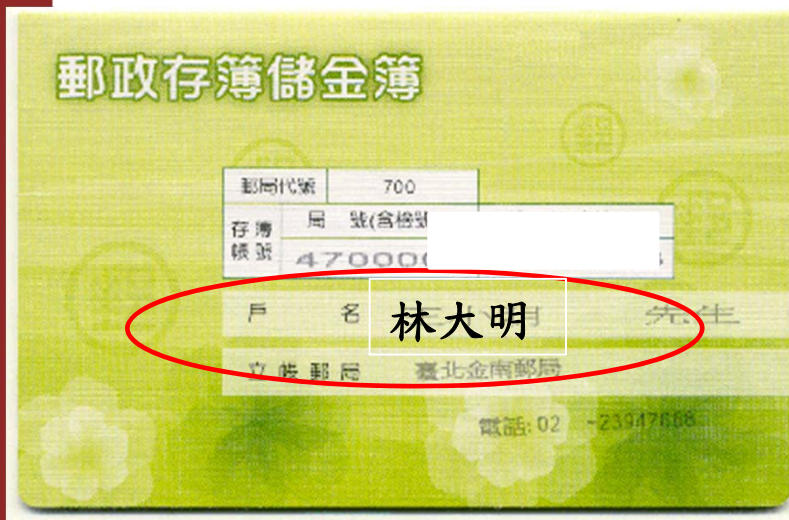 郵政存簿儲金簿
郵局代號 700
存簿帳號 局 號(含檢號
470000
戶 名 林大明 先生
立帳郵局 臺北金南郵局
電話:02 -23947668